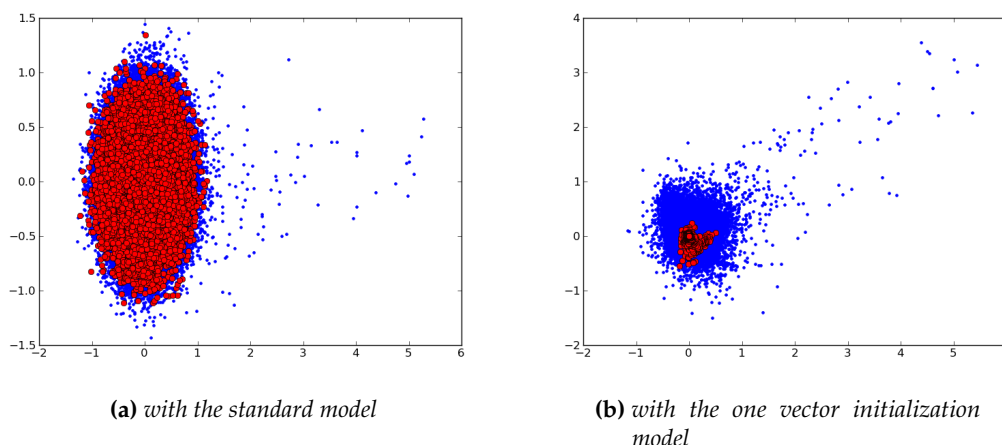 1.5
1.0
0.5
0.0
−0.5
−1.0
−1.5
−2 −1 0 1 2 3 4 5 6
4
3
2
1
0
−1
−2
−2 −1 0 1 2 3 4 5
(a) with the standard model
(b) with the one vector initialization
model